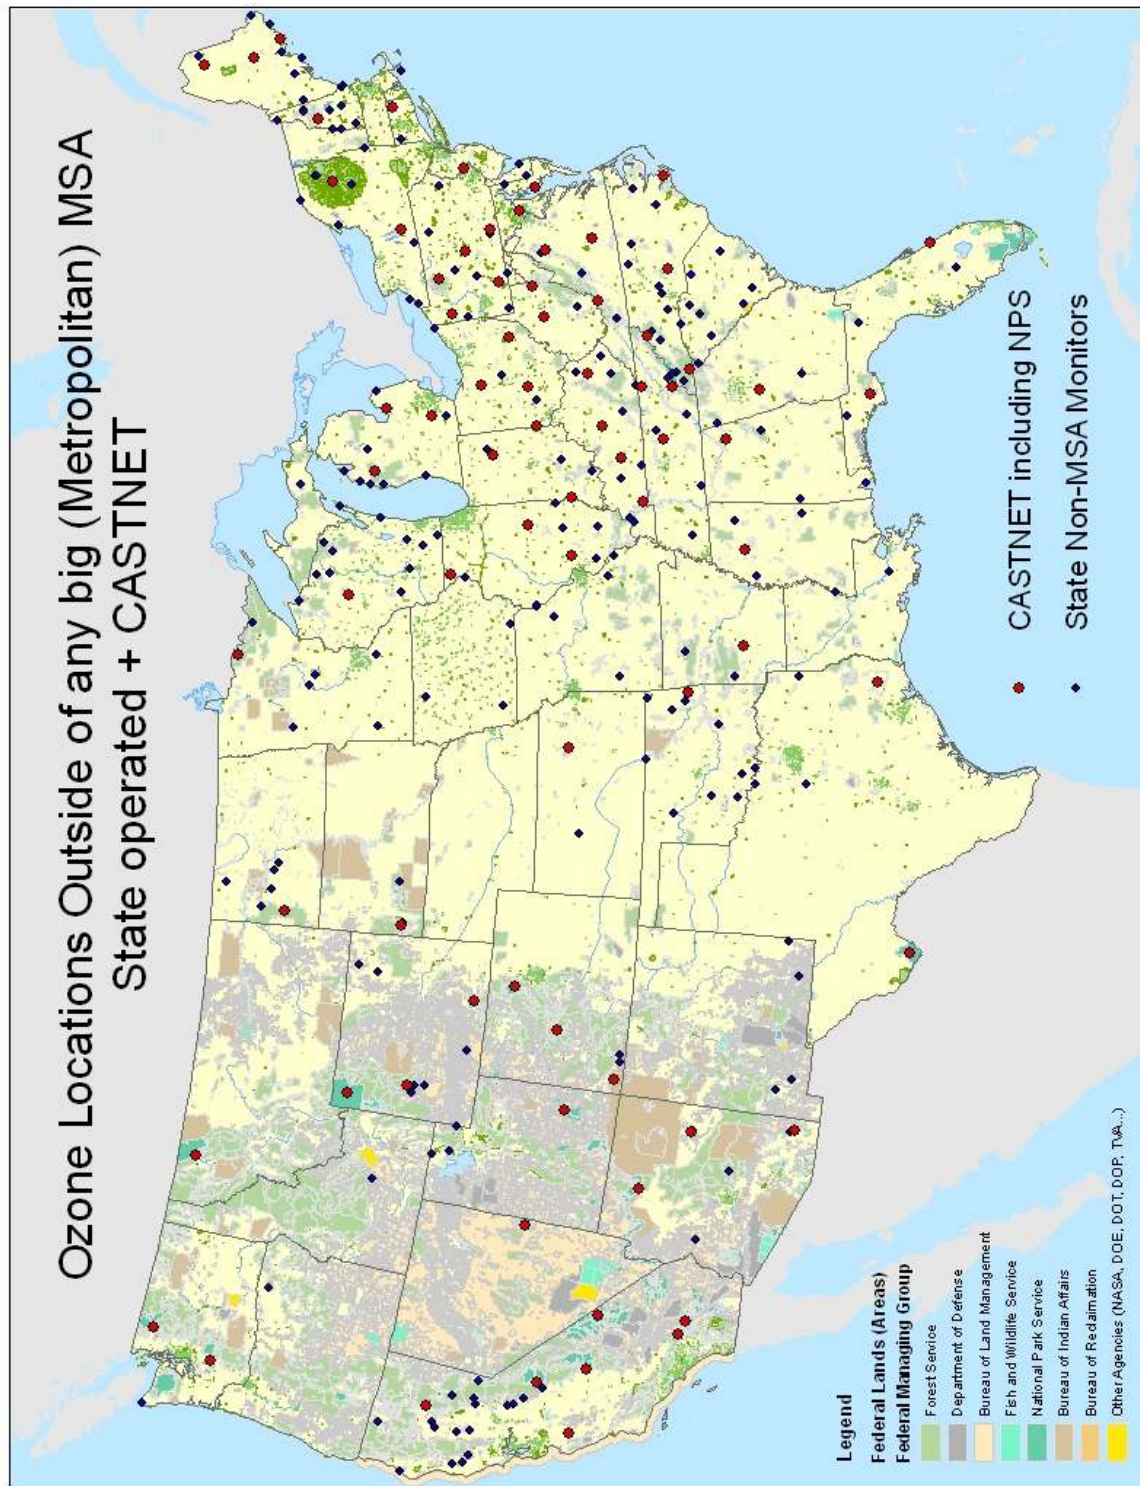 Ozone Locations Outside of any big (Metropolitan) MSA
State operated + CASTNET
CASTNET including NPS
State Non-MSA Monitors
Legend
Federal Lands (Areas)
Federal Managing Group
Forest Service
Department of Defense
Bureau of Land Management
Fish and Wildlife Service
National Park Service
Bureau of Indian Affairs
Bureau of Reclaimation
Other Agencies (NASA, DOE, DOT, DOP, TVA...)